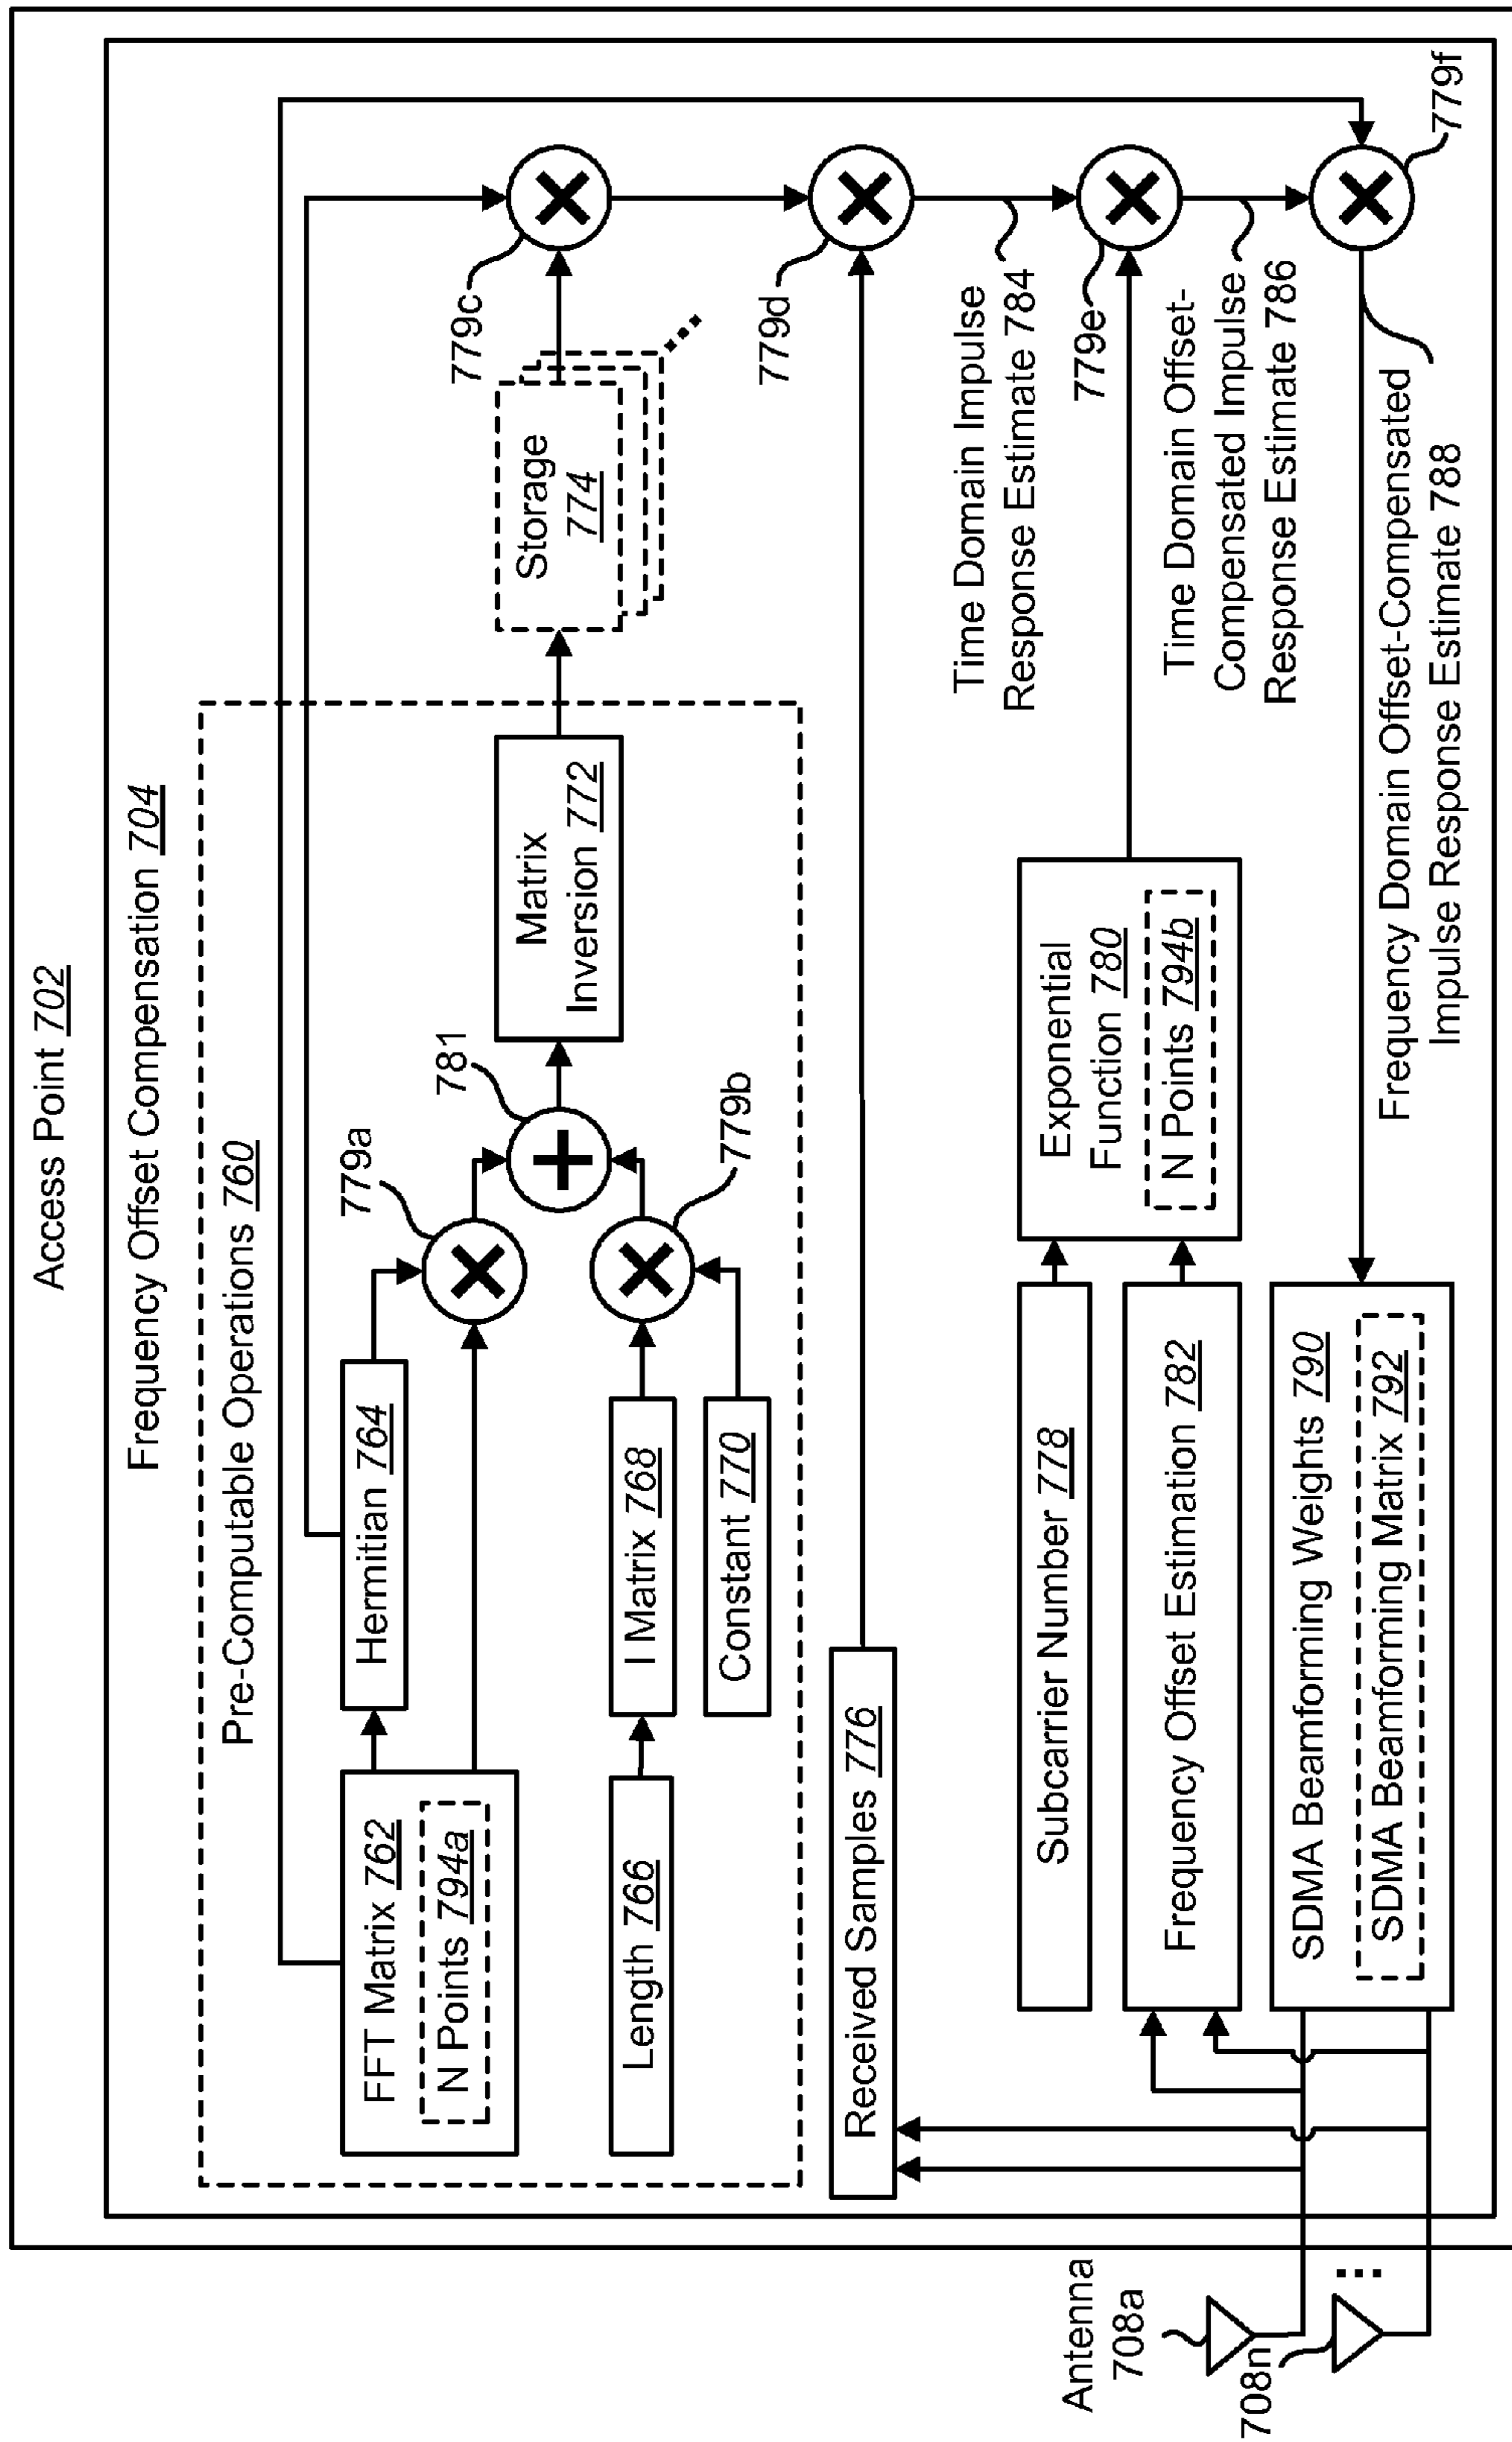 Access Point 702
Frequency Offset Compensation 704
Pre-Computable Operations 760
FFT Matrix 762
N Points 794a
Hermitian 764
779a
Length 766
I Matrix 768
Constant 770
779b
781
Matrix
Inversion 772
Storage
774
779c
Received Samples 776
779d
Time Domain Impulse
Response Estimate 784
Subcarrier Number 778
Frequency Offset Estimation 782
Exponential
Function 780
N Points 794b
779e
Time Domain Offset-
Compensated Impulse
Response Estimate 786
779f
SDMA Beamforming Weights 790
SDMA Beamforming Matrix 792
Frequency Domain Offset-Compensated
Impulse Response Estimate 788
Antenna
708a
708n